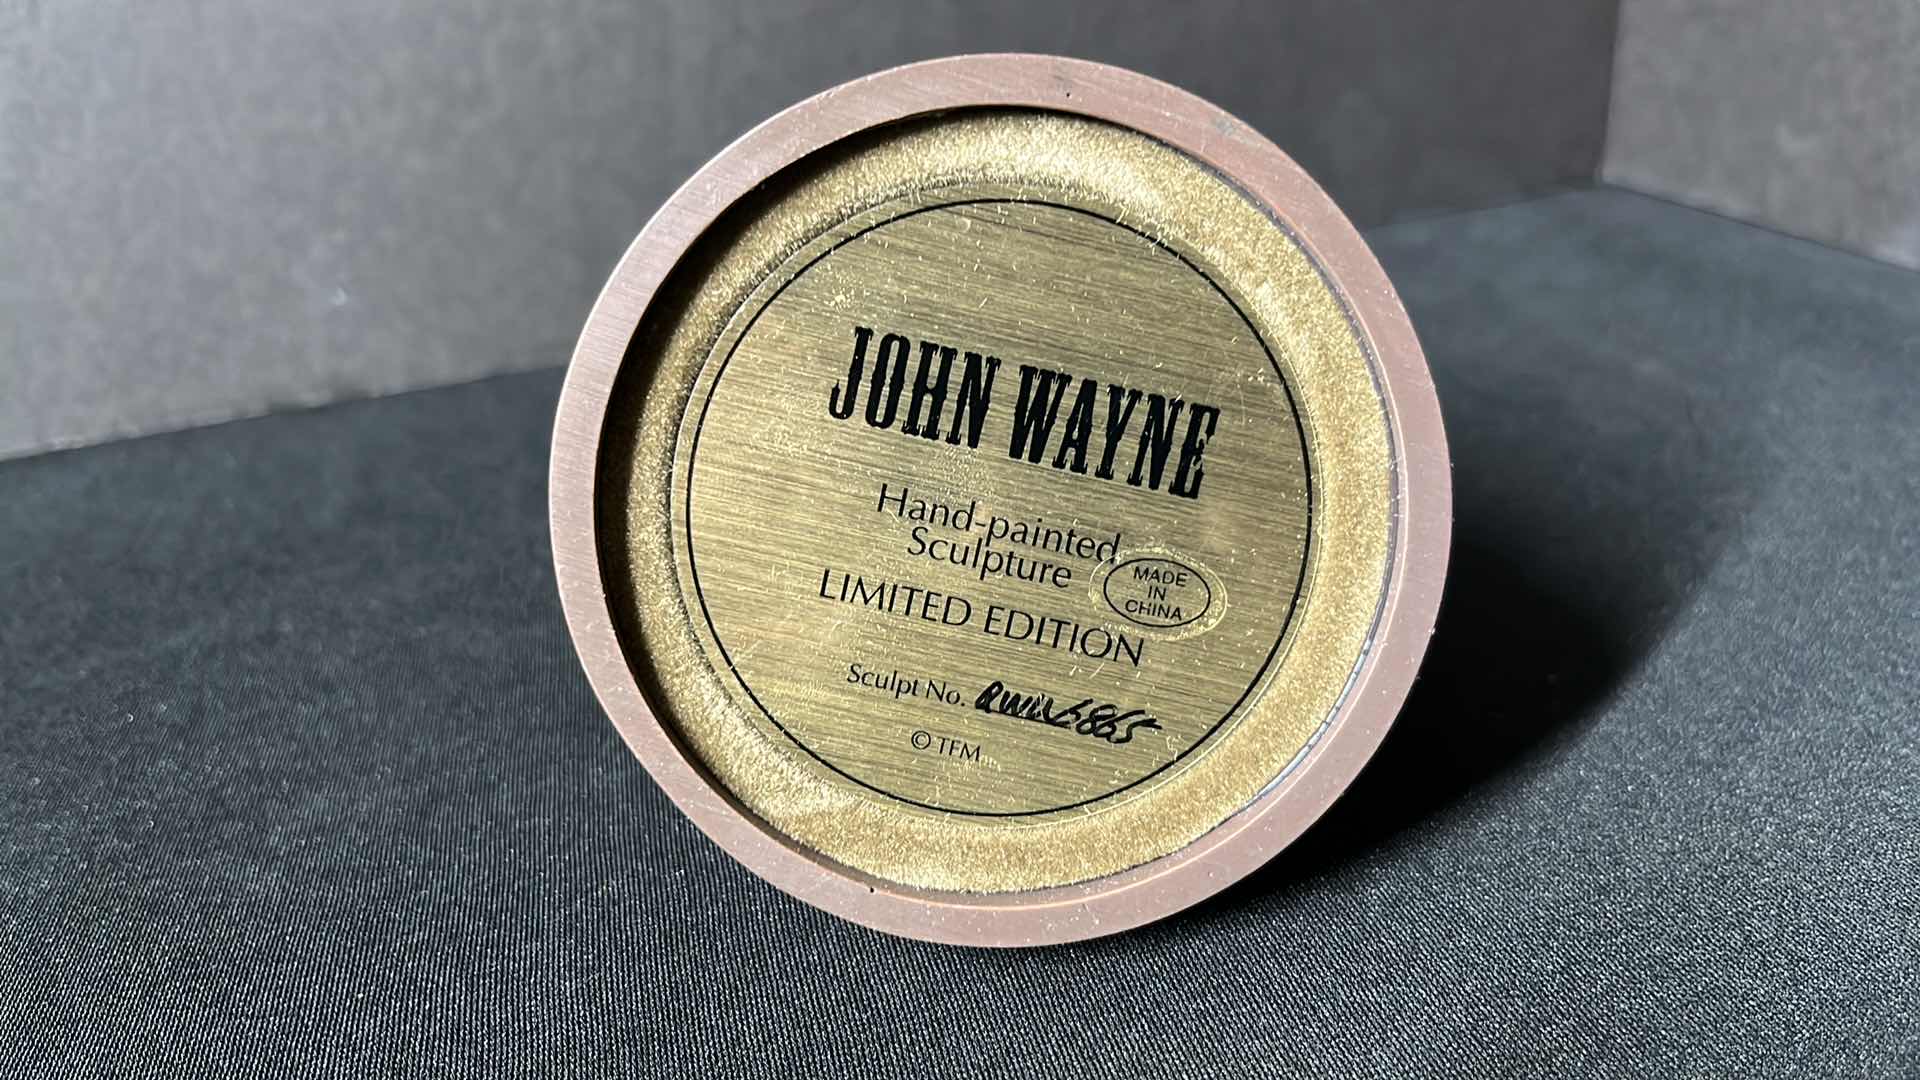 JOHN WAYNE
Hand-painted
Sculpture
MADE
IN
CHINA
LIMITED EDITION
Sculpt No.
© TFM